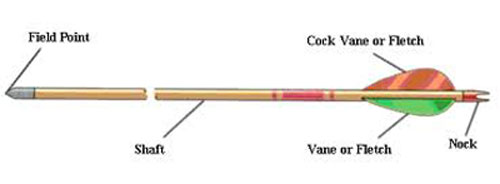 Field Point
Cock Vane or Fletch
Shaft
Vane or Fletch
Nock